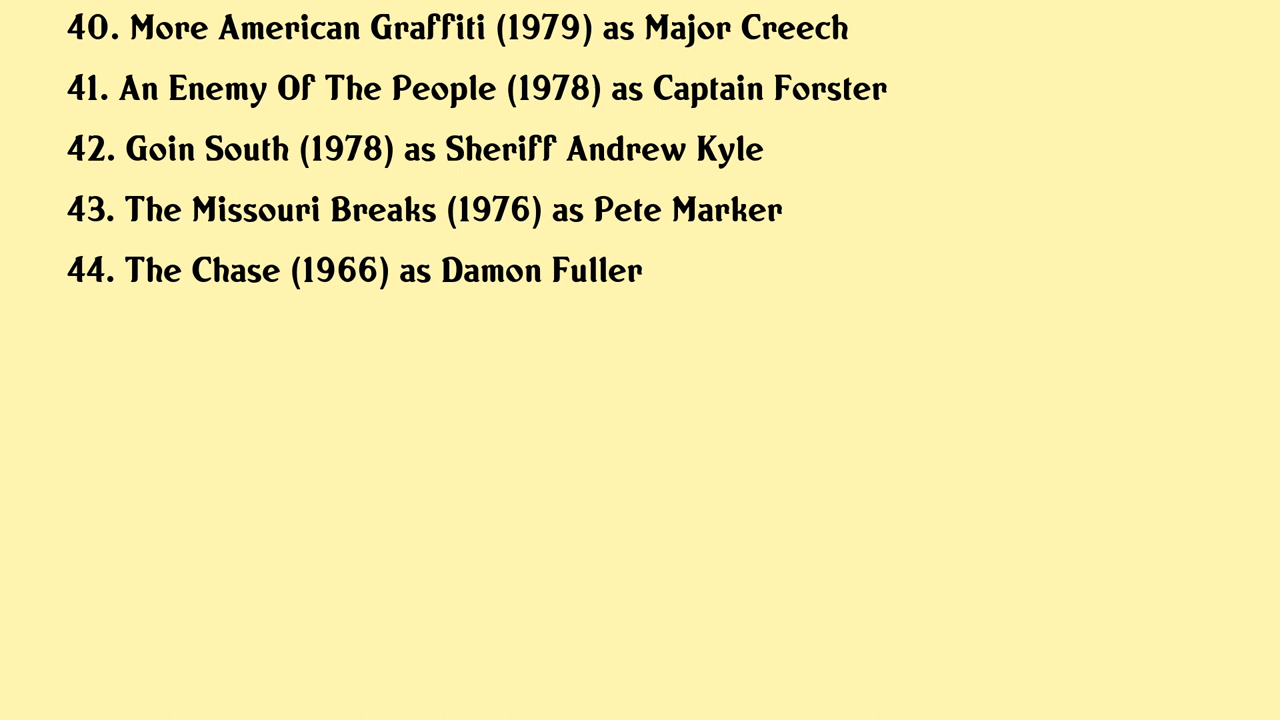 40. More American Graffiti (1979) as Major Creech
41. An Enemy Of The People (1978) as Captain Forster
42. Goin South (1978) as Sheriff Andrew Kyle
43. The Missouri Breaks (1976) as Pete Marker
44. The Chase (1966) as Damon Fuller